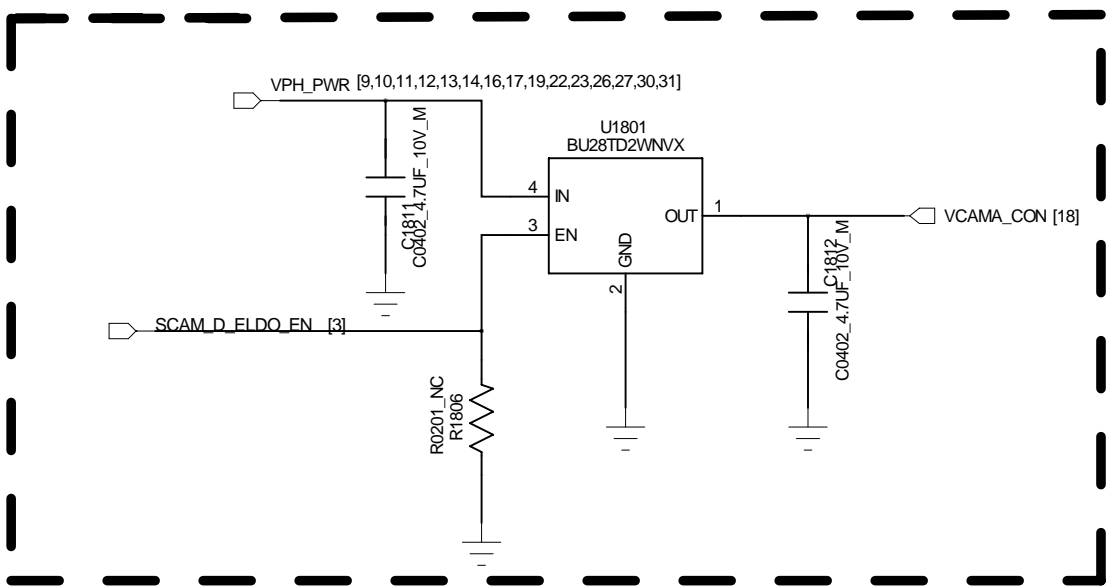 VPH_PWR [9,10,11,12,13,14,16,17,19,22,23,26,27,30,31]
C1811
C0402_4.7UF_10V_M
U1801
BU28TD2WNVX
4
IN
3
EN
GND
2
OUT
1
VCAMA_CON [18]
C1812
C0402_4.7UF_10V_M
SCAM_D_ELDO_EN [3]
R0201_NC
R1806